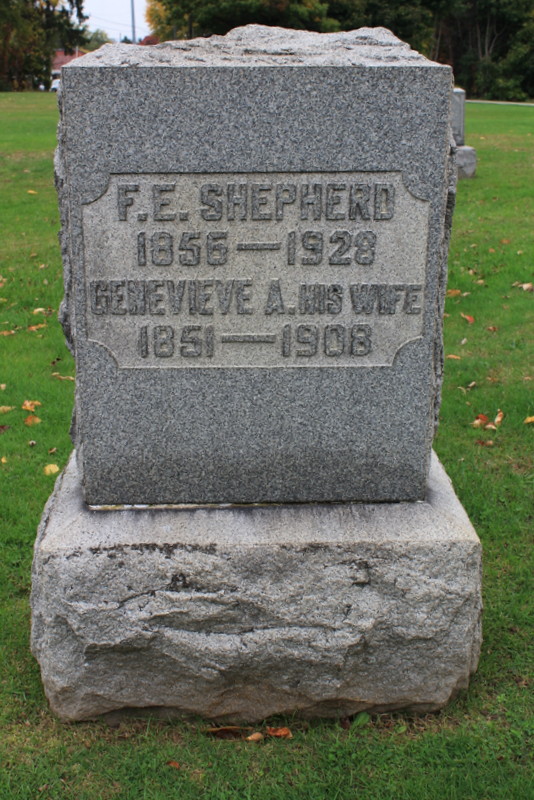 F.E. SHEPHERD
1856—1928
GENEVIEVE A. HIS WIFE
1851—1908